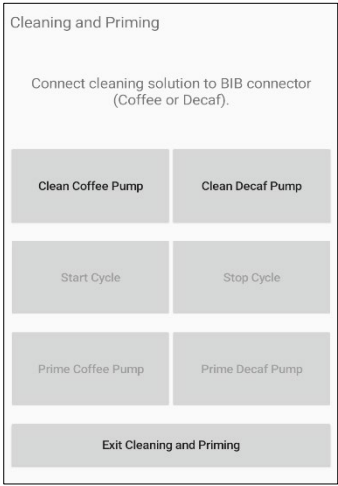 Cleaning and Priming
Connect cleaning solution to BIB connector
(Coffee or Decaf).
Clean Coffee Pump
Clean Decaf Pump
Start Cycle
Stop Cycle
Prime Coffee Pump
Prime Decaf Pump
Exit Cleaning and Priming